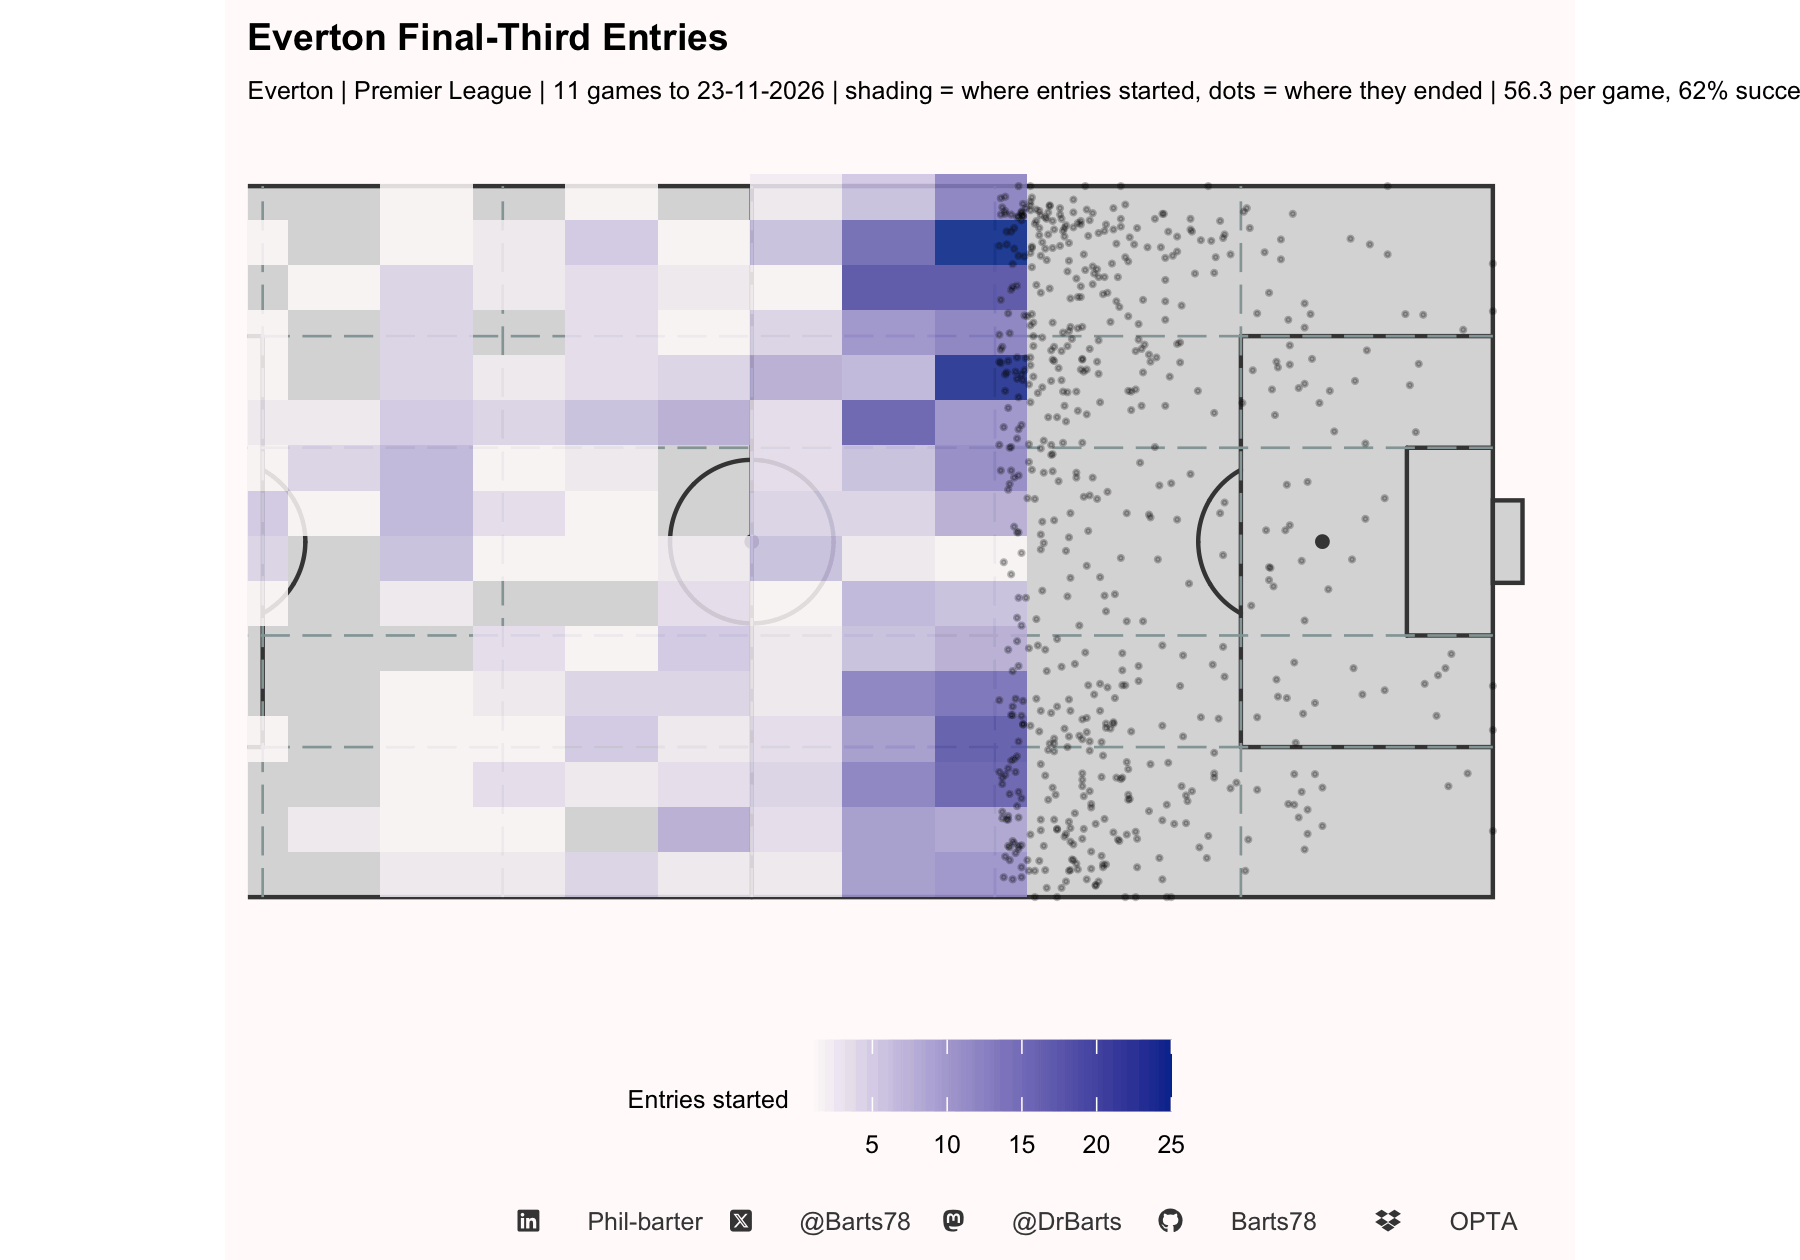 Everton Final-Third Entries
Everton | Premier League | 11 games to 23-11-2026 | shading = where entries started, dots = where they ended | 56.3 per game, 62% succe
Entries started
5 10 15 20 25
Phil-barter @Barts78 @DrBarts Barts78 OPTA